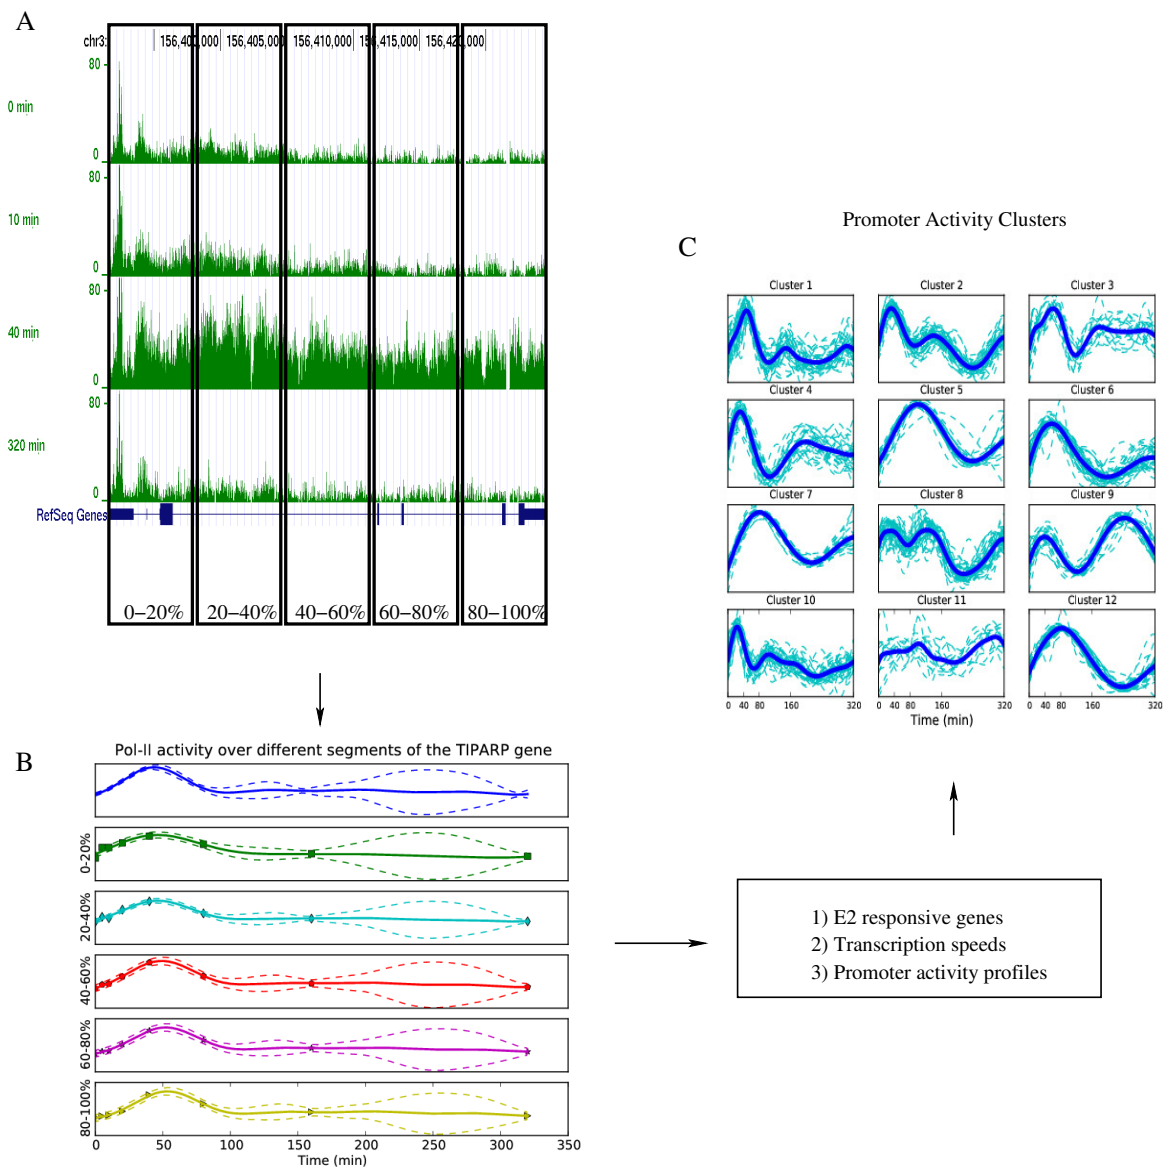 A
chr3: 156,400,000 156,405,000 156,410,000 156,415,000 156,420,000
80
0 min
0
80
10 min
0
80
40 min
0
80
320 min
0
RefSeq Genes
0–20% 20–40% 40–60% 60–80% 80–100%
B
Pol-II activity over different segments of the TIPARP gene
0-20%
20-40%
40-60%
60-80%
80-100%
0 50 100 150 200 250 300 350
Time (min)
1) E2 responsive genes
2) Transcription speeds
3) Promoter activity profiles
C
Promoter Activity Clusters
Cluster 1 Cluster 2 Cluster 3
Cluster 4 Cluster 5 Cluster 6
Cluster 7 Cluster 8 Cluster 9
Cluster 10 Cluster 11 Cluster 12
0 40 80 160 320 0 40 80 160 320 0 40 80 160 320
Time (min)